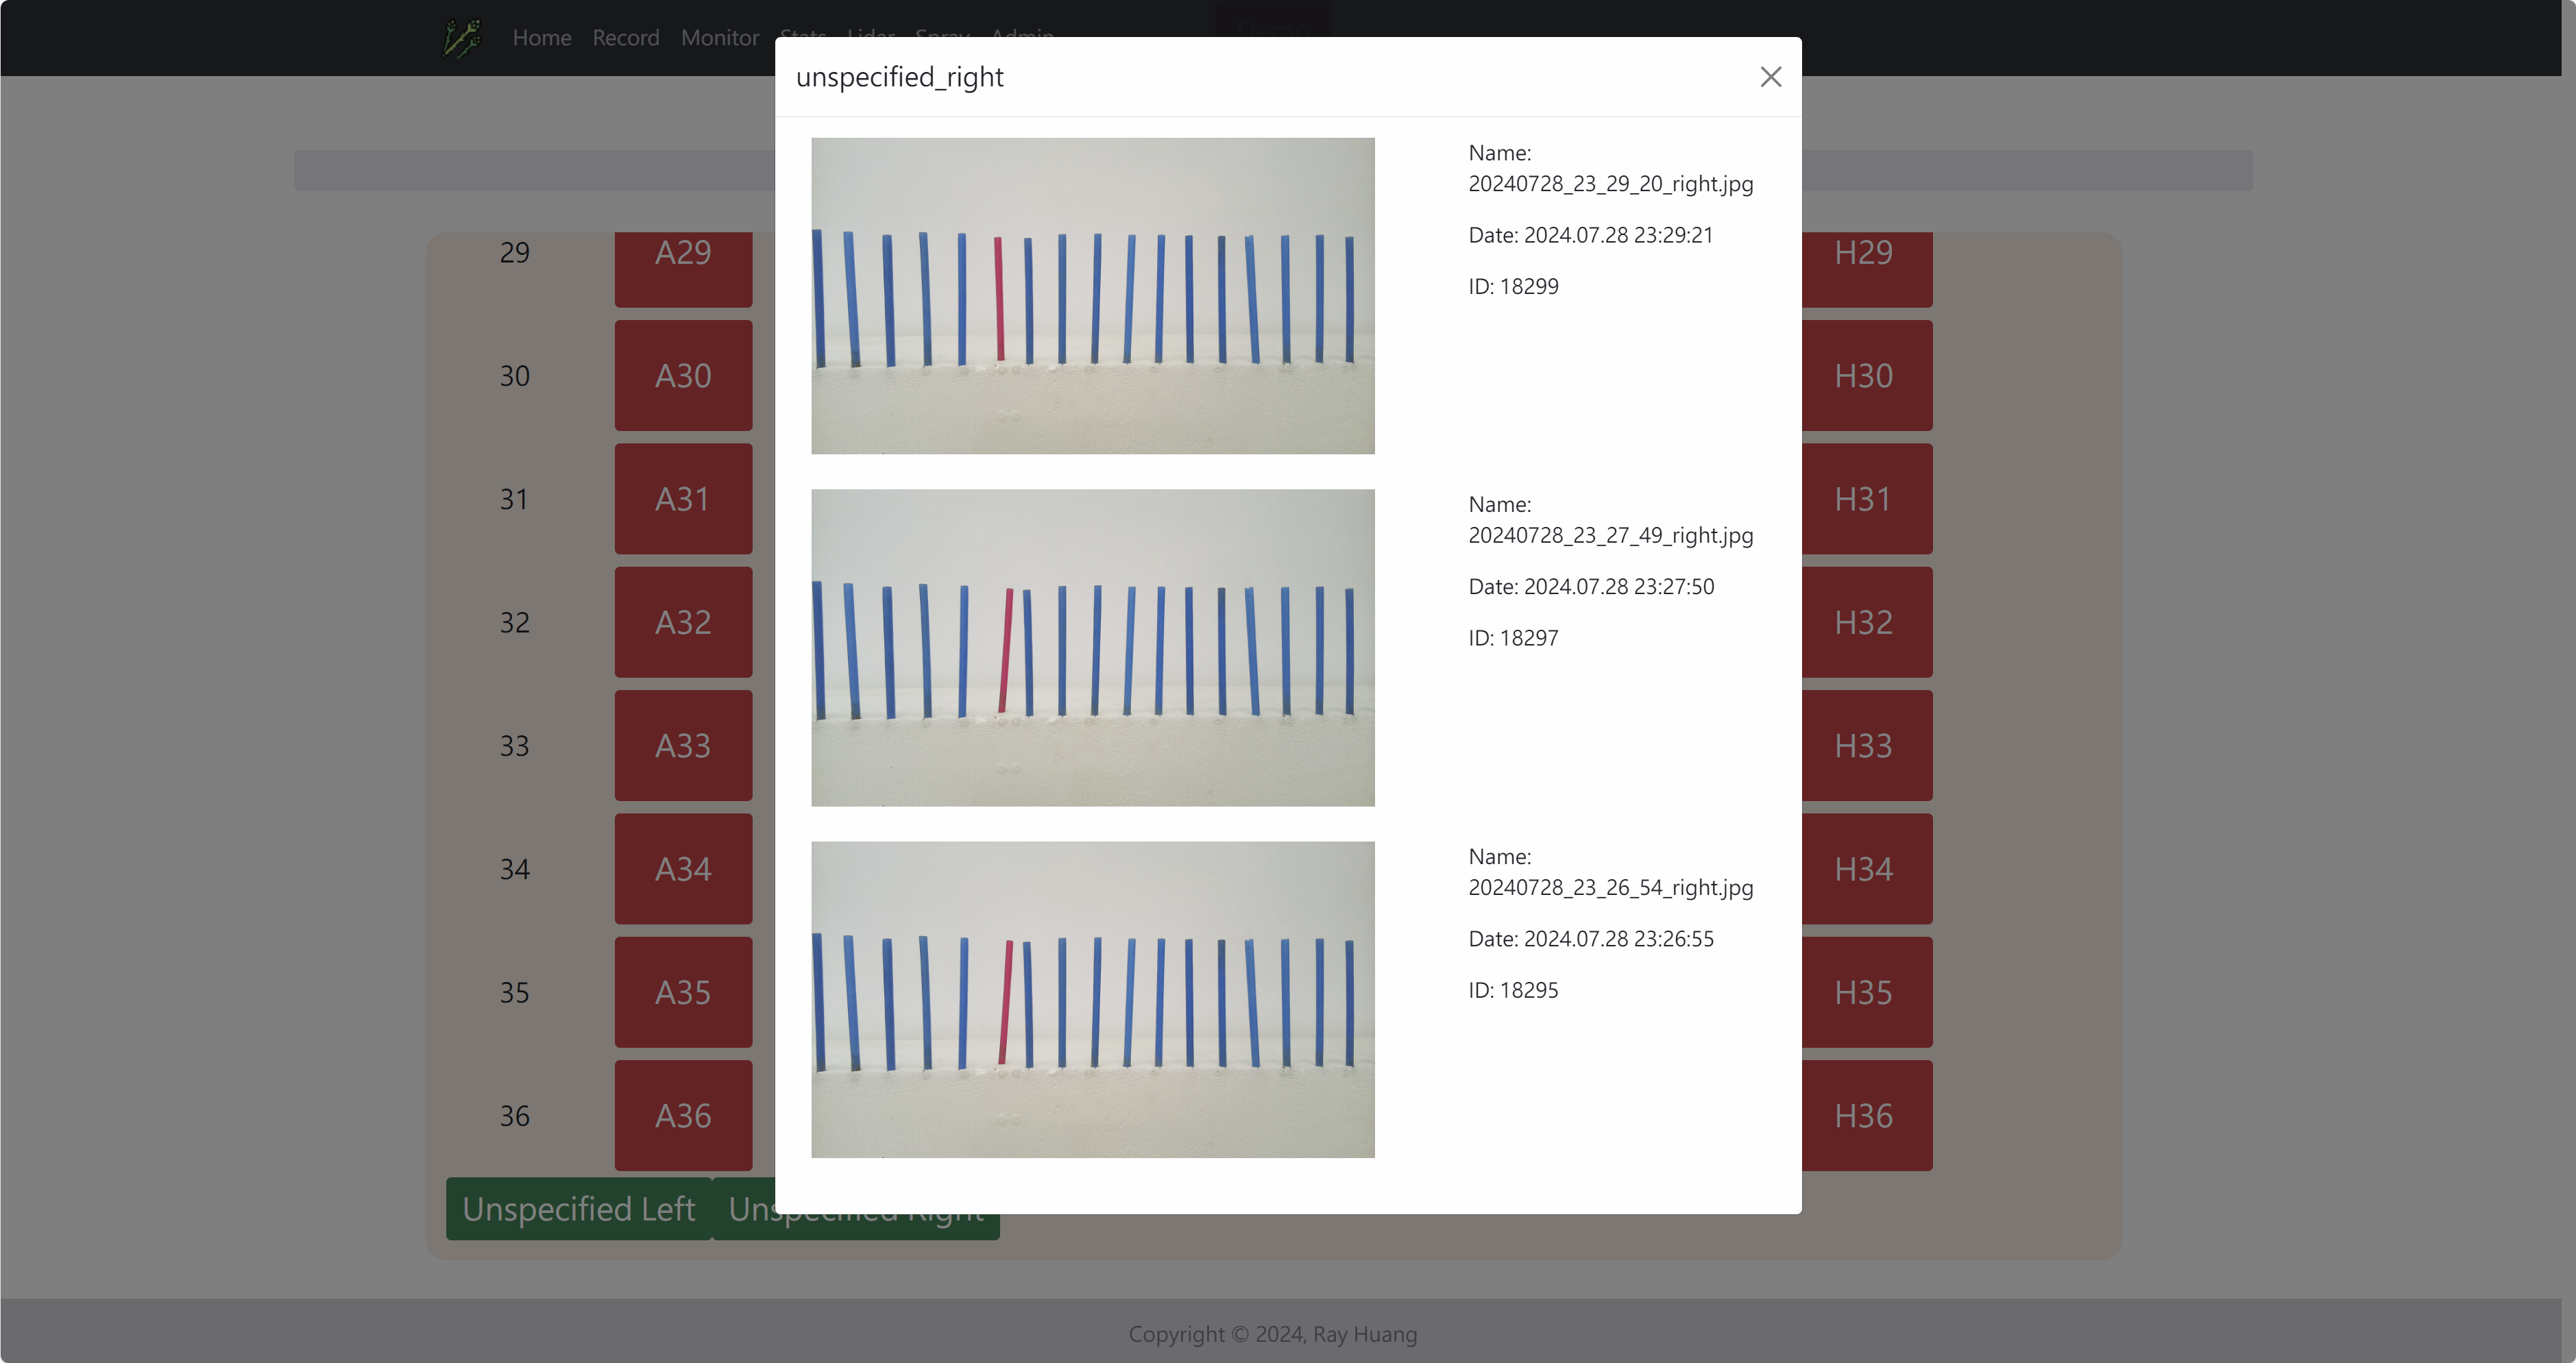 Home Record Monitor Stats Lidar Spray Admin
Demo
unspecified_right
Name:
20240728_23_29_20_right.jpg
Date: 2024.07.28 23:29:21
ID: 18299
Name:
20240728_23_27_49_right.jpg
Date: 2024.07.28 23:27:50
ID: 18297
Name:
20240728_23_26_54_right.jpg
Date: 2024.07.28 23:26:55
ID: 18295
29 A29 H29
30 A30 H30
31 A31 H31
32 A32 H32
33 A33 H33
34 A34 H34
35 A35 H35
36 A36 H36
Unspecified Left Unspecified Right
Copyright © 2024, Ray Huang